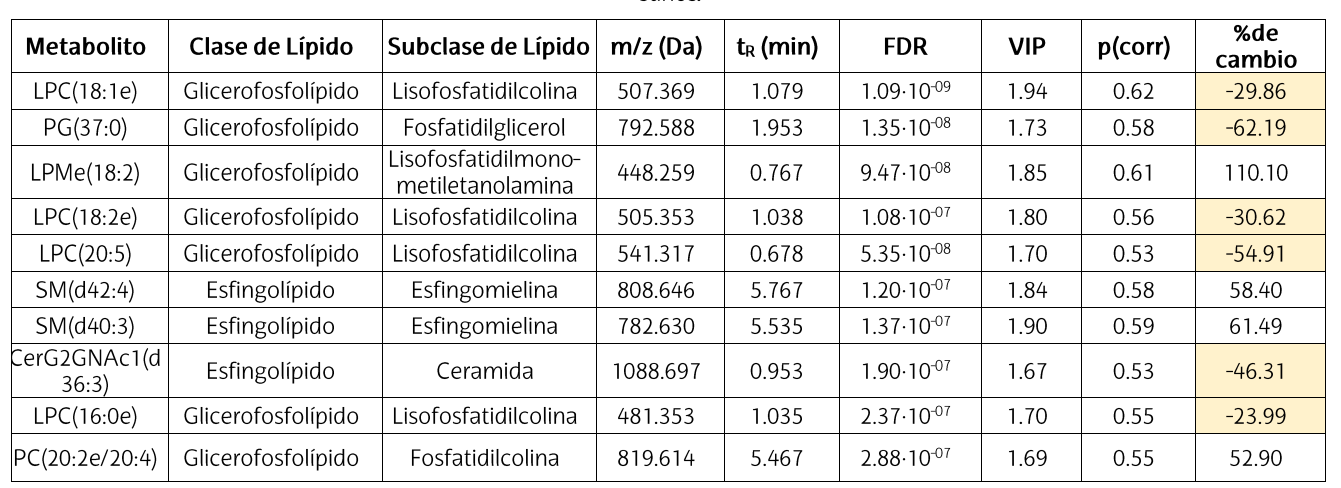 Metabolito Clase de Lípido Subclase de Lípido m/z (Da) tR (min) FDR VIP p(corr) %de cambio
LPC(18:1e) Glicerofosfolípido Lisofosfatidilcolina 507.369 1.079 1.09·10-09 1.94 0.62 -29.86
PG(37:0) Glicerofosfolípido Fosfatidilglicerol 792.588 1.953 1.35·10-08 1.73 0.58 -62.19
LPMe(18:2) Glicerofosfolípido Lisofosfatidilmono-metiletanolamina 448.259 0.767 9.47·10-08 1.85 0.61 110.10
LPC(18:2e) Glicerofosfolípido Lisofosfatidilcolina 505.353 1.038 1.08·10-07 1.80 0.56 -30.62
LPC(20:5) Glicerofosfolípido Lisofosfatidilcolina 541.317 0.678 5.35·10-08 1.70 0.53 -54.91
SM(d42:4) Esfingolípido Esfingomielina 808.646 5.767 1.20·10-07 1.84 0.58 58.40
SM(d40:3) Esfingolípido Esfingomielina 782.630 5.535 1.37·10-07 1.90 0.59 61.49
CerG2GNAc1(d36:3) Esfingolípido Ceramida 1088.697 0.953 1.90·10-07 1.67 0.53 -46.31
LPC(16:0e) Glicerofosfolípido Lisofosfatidilcolina 481.353 1.035 2.37·10-07 1.70 0.55 -23.99
PC(20:2e/20:4) Glicerofosfolípido Fosfatidilcolina 819.614 5.467 2.88·10-07 1.69 0.55 52.90